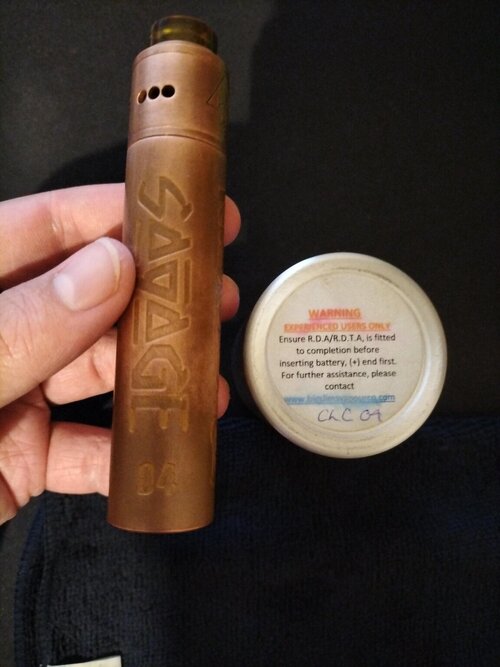 SAVAGE
04
WARNING
EXPERIENCED USERS ONLY
Ensure R.D.A/R.D.T.A, is fitted
to completion before
inserting battery, (+) end first.
For further assistance, please
contact
CLC 04